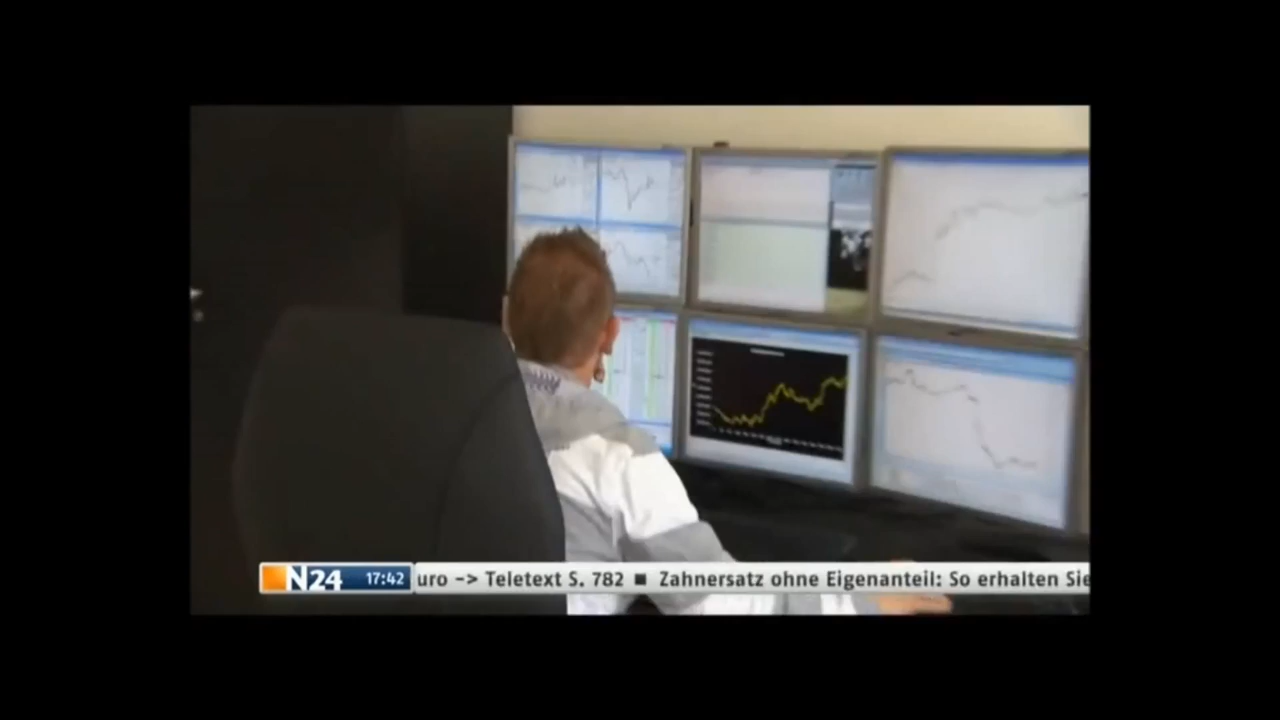 N24 17:42 uro -> Teletext S. 782 ■ Zahnersatz ohne Eigenanteil: So erhalten Sie